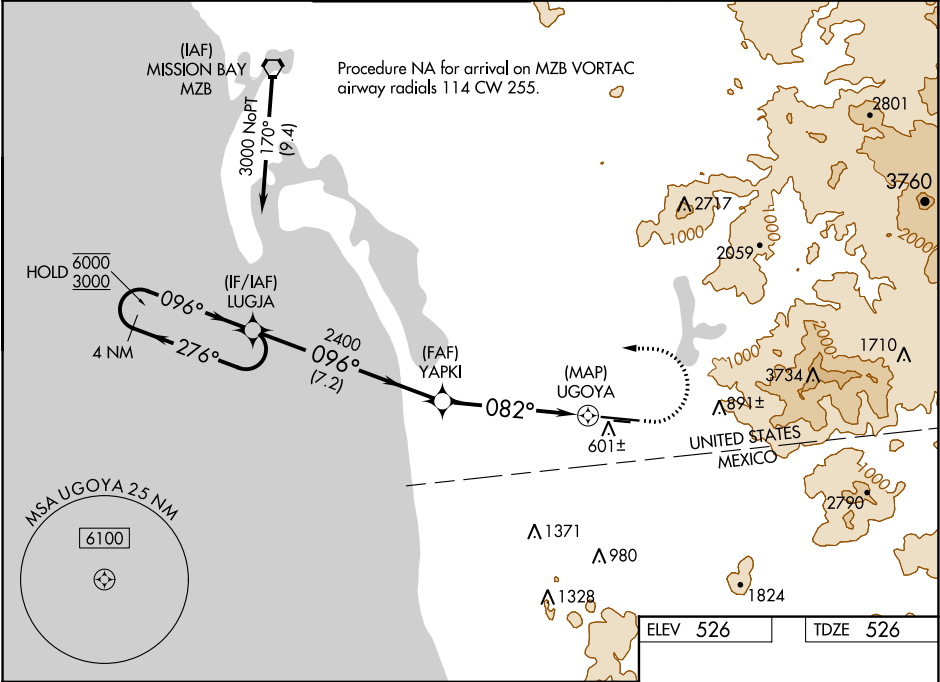 (IAF)
MISSION BAY
MZB
Procedure NA for arrival on MZB VORTAC
airway radials 114 CW 255.
3000 NoPT
170°
(9.4)
2801
3760
2717
1000
1000
2000
2059
HOLD 6000
3000
096°
(IF/IAF)
LUGJA
4 NM
276°
2400
096°
(7.2)
(FAF)
YAPKI
082°
(MAP)
UGOYA
601±
1000
1710
3734
891±
1000
UNITED STATES
MEXICO
1000
2790
MSA UGOYA 25 NM
6100
1371
980
1328
1824
ELEV 526
TDZE 526